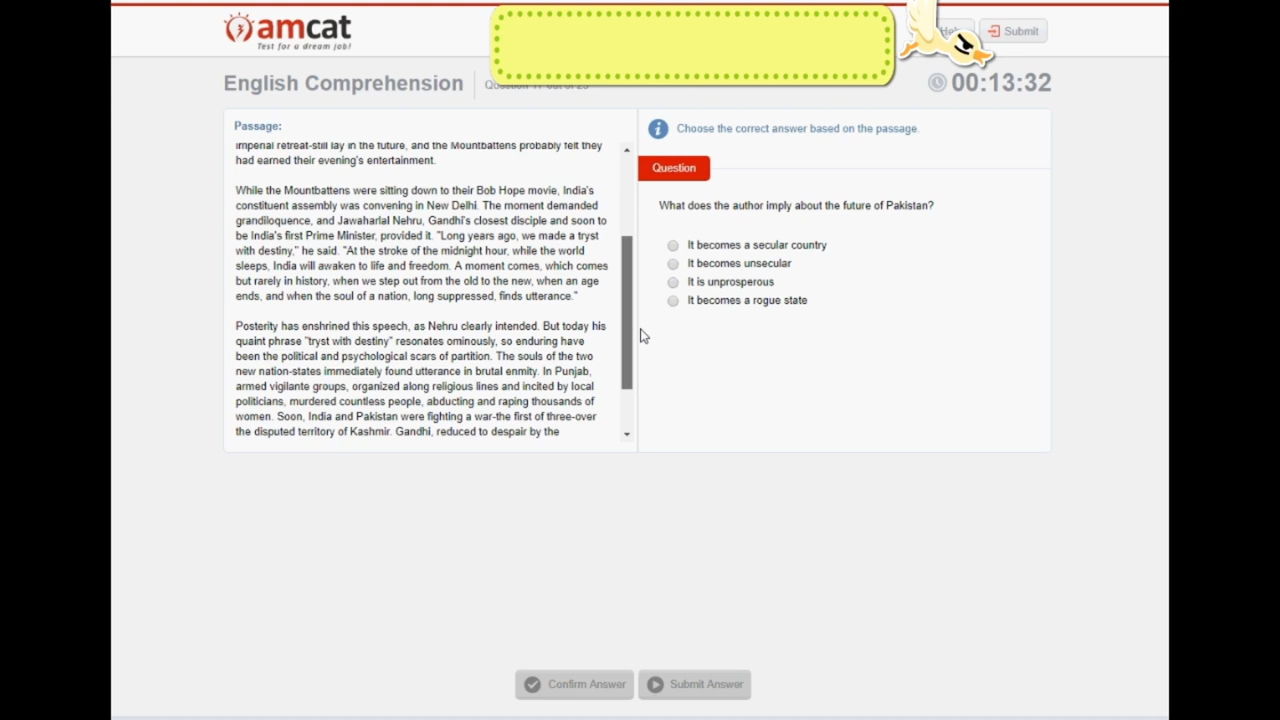 amcat
Test for a dream job!
Submit
English Comprehension
00:13:32
Passage:
imperial retreat-still lay in the future, and the Mountbattens probably felt they
had earned their evening's entertainment.
While the Mountbattens were sitting down to their Bob Hope movie, India's
constituent assembly was convening in New Delhi. The moment demanded
grandiloquence, and Jawaharlal Nehru, Gandhi's closest disciple and soon to
be India's first Prime Minister, provided it. "Long years ago, we made a tryst
with destiny," he said. "At the stroke of the midnight hour, while the world
sleeps, India will awaken to life and freedom. A moment comes, which comes
but rarely in history, when we step out from the old to the new, when an age
ends, and when the soul of a nation, long suppressed, finds utterance."
Posterity has enshrined this speech, as Nehru clearly intended. But today his
quaint phrase "tryst with destiny" resonates ominously, so enduring have
been the political and psychological scars of partition. The souls of the two
new nation-states immediately found utterance in brutal enmity. In Punjab,
armed vigilante groups, organized along religious lines and incited by local
politicians, murdered countless people, abducting and raping thousands of
women. Soon, India and Pakistan were fighting a war-the first of three-over
the disputed territory of Kashmir. Gandhi, reduced to despair by the
Choose the correct answer based on the passage.
Question
What does the author imply about the future of Pakistan?
It becomes a secular country
It becomes unsecular
It is unprosperous
It becomes a rogue state
Confirm Answer
Submit Answer